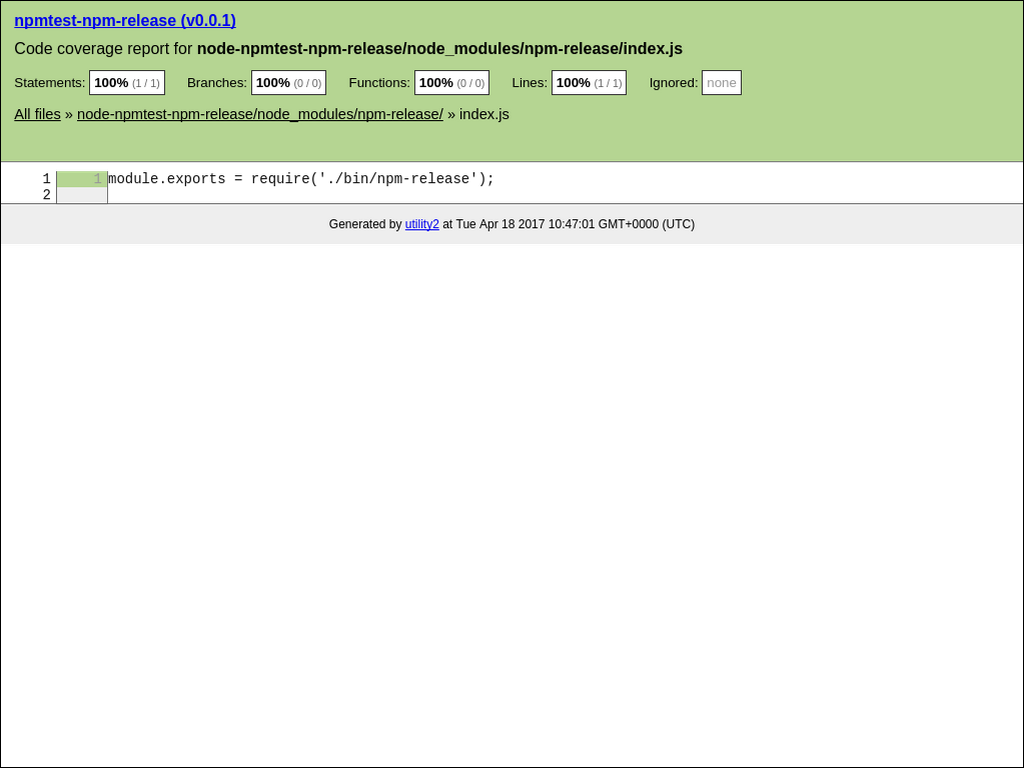 npmtest-npm-release (v0.0.1)
Code coverage report for node-npmtest-npm-release/node_modules/npm-release/index.js
Statements: 100% (1 / 1) Branches: 100% (0 / 0) Functions: 100% (0 / 0) Lines: 100% (1 / 1) Ignored: none
All files » node-npmtest-npm-release/node_modules/npm-release/ » index.js
1 1 module.exports = require('./bin/npm-release');
2
Generated by utility2 at Tue Apr 18 2017 10:47:01 GMT+0000 (UTC)